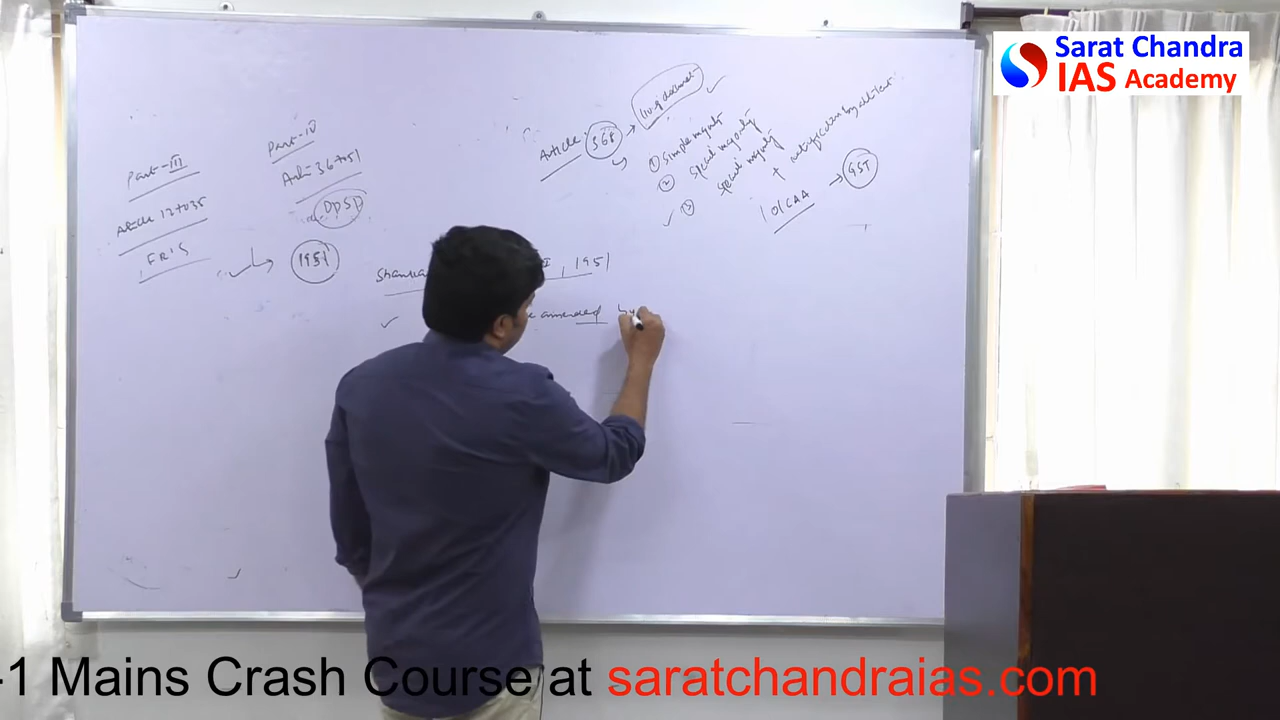 Sarat Chandra
IAS Academy
Part-III
Article 12 to 35
FR'S
Part-IV
Art- 36 to 51
DPSP
1951
Article 368
living document
① Simple majority
② Special majority
③ Special majority
+
ratification by
101 CAA → GST
1951
amended by
-1 Mains Crash Course at saratchandraias.com